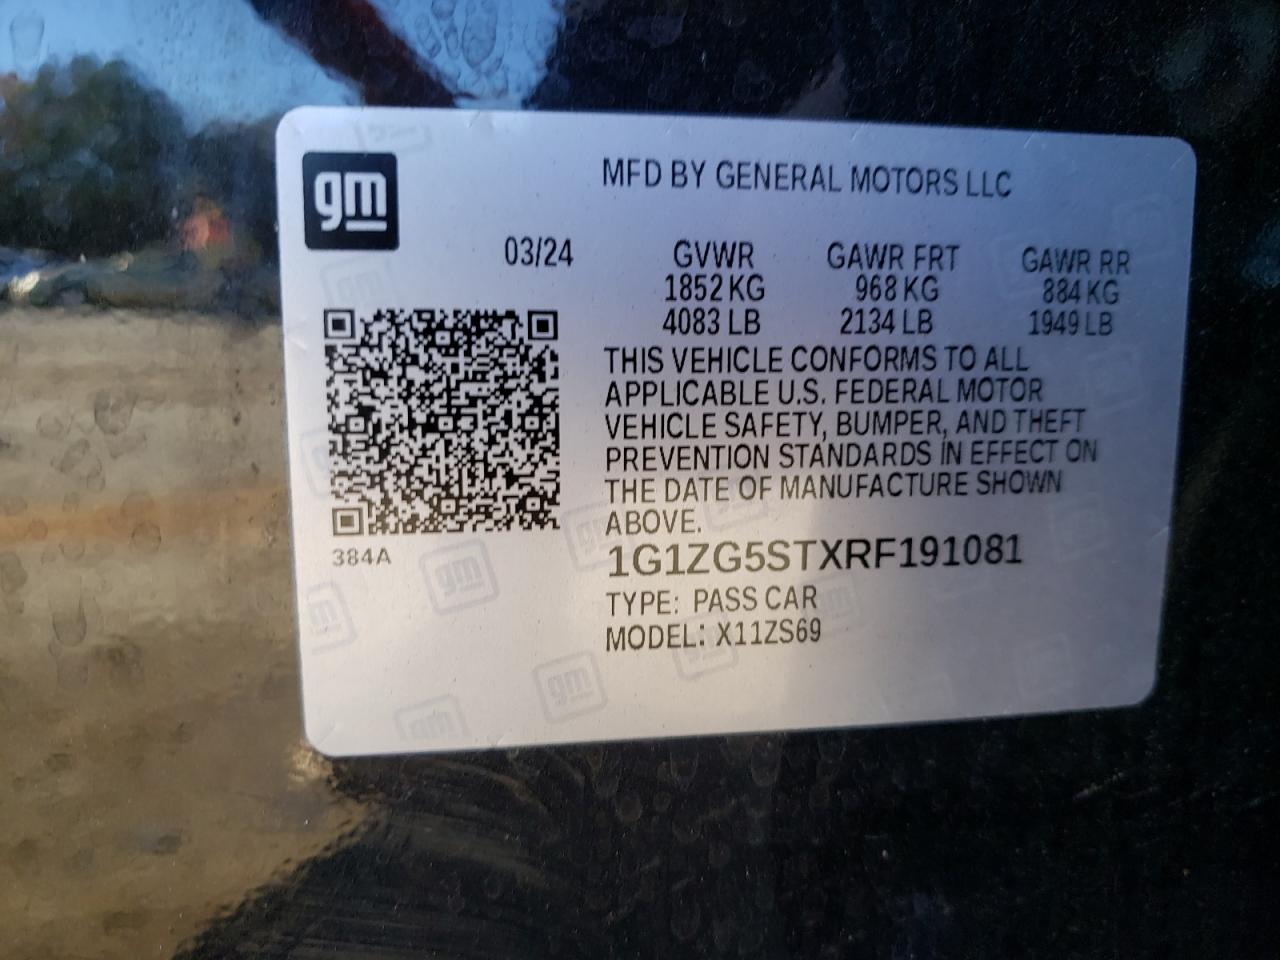 gm
MFD BY GENERAL MOTORS LLC
03/24 GVWR GAWR FRT GAWR RR
1852 KG 968 KG 884 KG
4083 LB 2134 LB 1949 LB
THIS VEHICLE CONFORMS TO ALL
APPLICABLE U.S. FEDERAL MOTOR
VEHICLE SAFETY, BUMPER, AND THEFT
PREVENTION STANDARDS IN EFFECT ON
THE DATE OF MANUFACTURE SHOWN
ABOVE.
384A
1G1ZG5STXRF191081
TYPE: PASS CAR
MODEL: X11ZS69